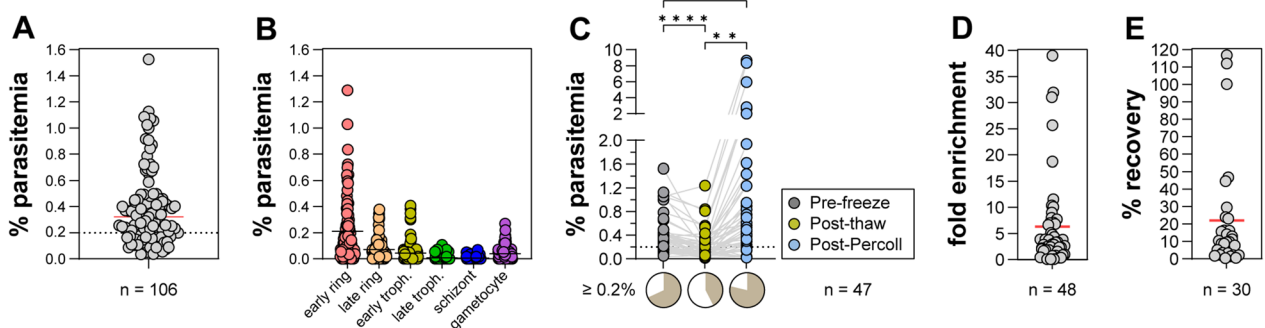 A
% parasitemia
1.6
1.4
1.2
1.0
0.8
0.6
0.4
0.2
0.0
n = 106
B
% parasitemia
1.6
1.4
1.2
1.0
0.8
0.6
0.4
0.2
0.0
early ring
late ring
early troph.
late troph.
schizont
gametocyte
C
% parasitemia
****
**
10
8
6
4
2
2.0
1.6
1.2
0.8
0.4
0.0
≥ 0.2%
Pre-freeze
Post-thaw
Post-Percoll
n = 47
D
fold enrichment
40
35
30
25
20
15
10
5
0
n = 48
E
% recovery
120
110
100
90
80
70
60
50
40
30
20
10
0
n = 30